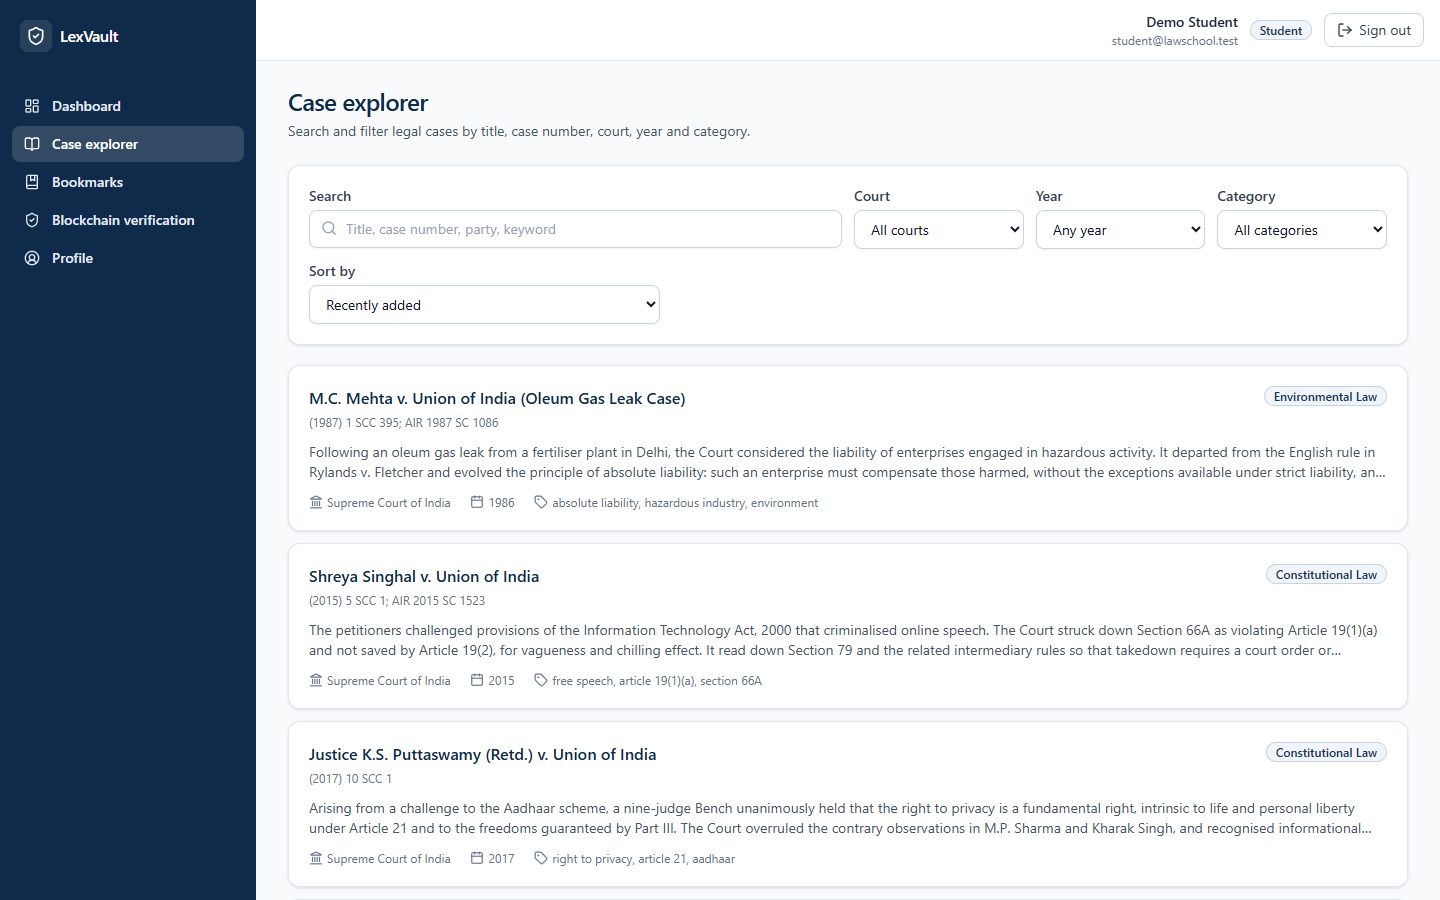 LexVault
Dashboard
Case explorer
Bookmarks
Blockchain verification
Profile
Demo Student
student@lawschool.test
Student
Sign out
Case explorer
Search and filter legal cases by title, case number, court, year and category.
Search
Title, case number, party, keyword
Court
All courts
Year
Any year
Category
All categories
Sort by
Recently added
M.C. Mehta v. Union of India (Oleum Gas Leak Case)
Environmental Law
(1987) 1 SCC 395; AIR 1987 SC 1086
Following an oleum gas leak from a fertiliser plant in Delhi, the Court considered the liability of enterprises engaged in hazardous activity. It departed from the English rule in
Rylands v. Fletcher and evolved the principle of absolute liability: such an enterprise must compensate those harmed, without the exceptions available under strict liability, an...
Supreme Court of India 1986 absolute liability, hazardous industry, environment
Shreya Singhal v. Union of India
Constitutional Law
(2015) 5 SCC 1; AIR 2015 SC 1523
The petitioners challenged provisions of the Information Technology Act, 2000 that criminalised online speech. The Court struck down Section 66A as violating Article 19(1)(a)
and not saved by Article 19(2), for vagueness and chilling effect. It read down Section 79 and the related intermediary rules so that takedown requires a court order or...
Supreme Court of India 2015 free speech, article 19(1)(a), section 66A
Justice K.S. Puttaswamy (Retd.) v. Union of India
Constitutional Law
(2017) 10 SCC 1
Arising from a challenge to the Aadhaar scheme, a nine-judge Bench unanimously held that the right to privacy is a fundamental right, intrinsic to life and personal liberty
under Article 21 and to the freedoms guaranteed by Part III. The Court overruled the contrary observations in M.P. Sharma and Kharak Singh, and recognised informational...
Supreme Court of India 2017 right to privacy, article 21, aadhaar